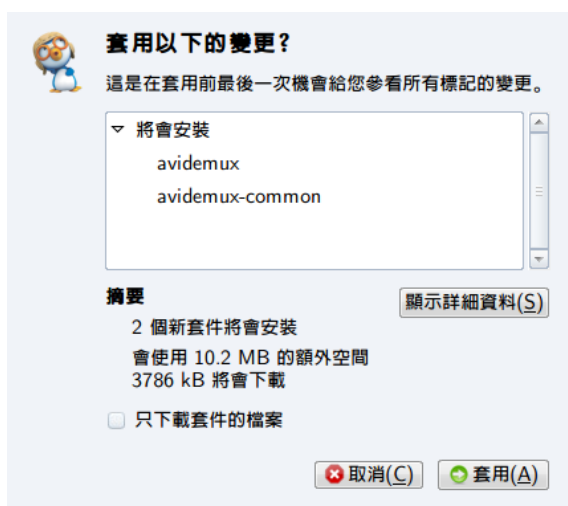 套用以下的變更?
這是在套用前最後一次機會給您參看所有標記的變更。
將會安裝
avidemux
avidemux-common
摘要
顯示詳細資料(S)
2 個新套件將會安裝
會使用 10.2 MB 的額外空間
3786 kB 將會下載
只下載套件的檔案
取消(C)
套用(A)